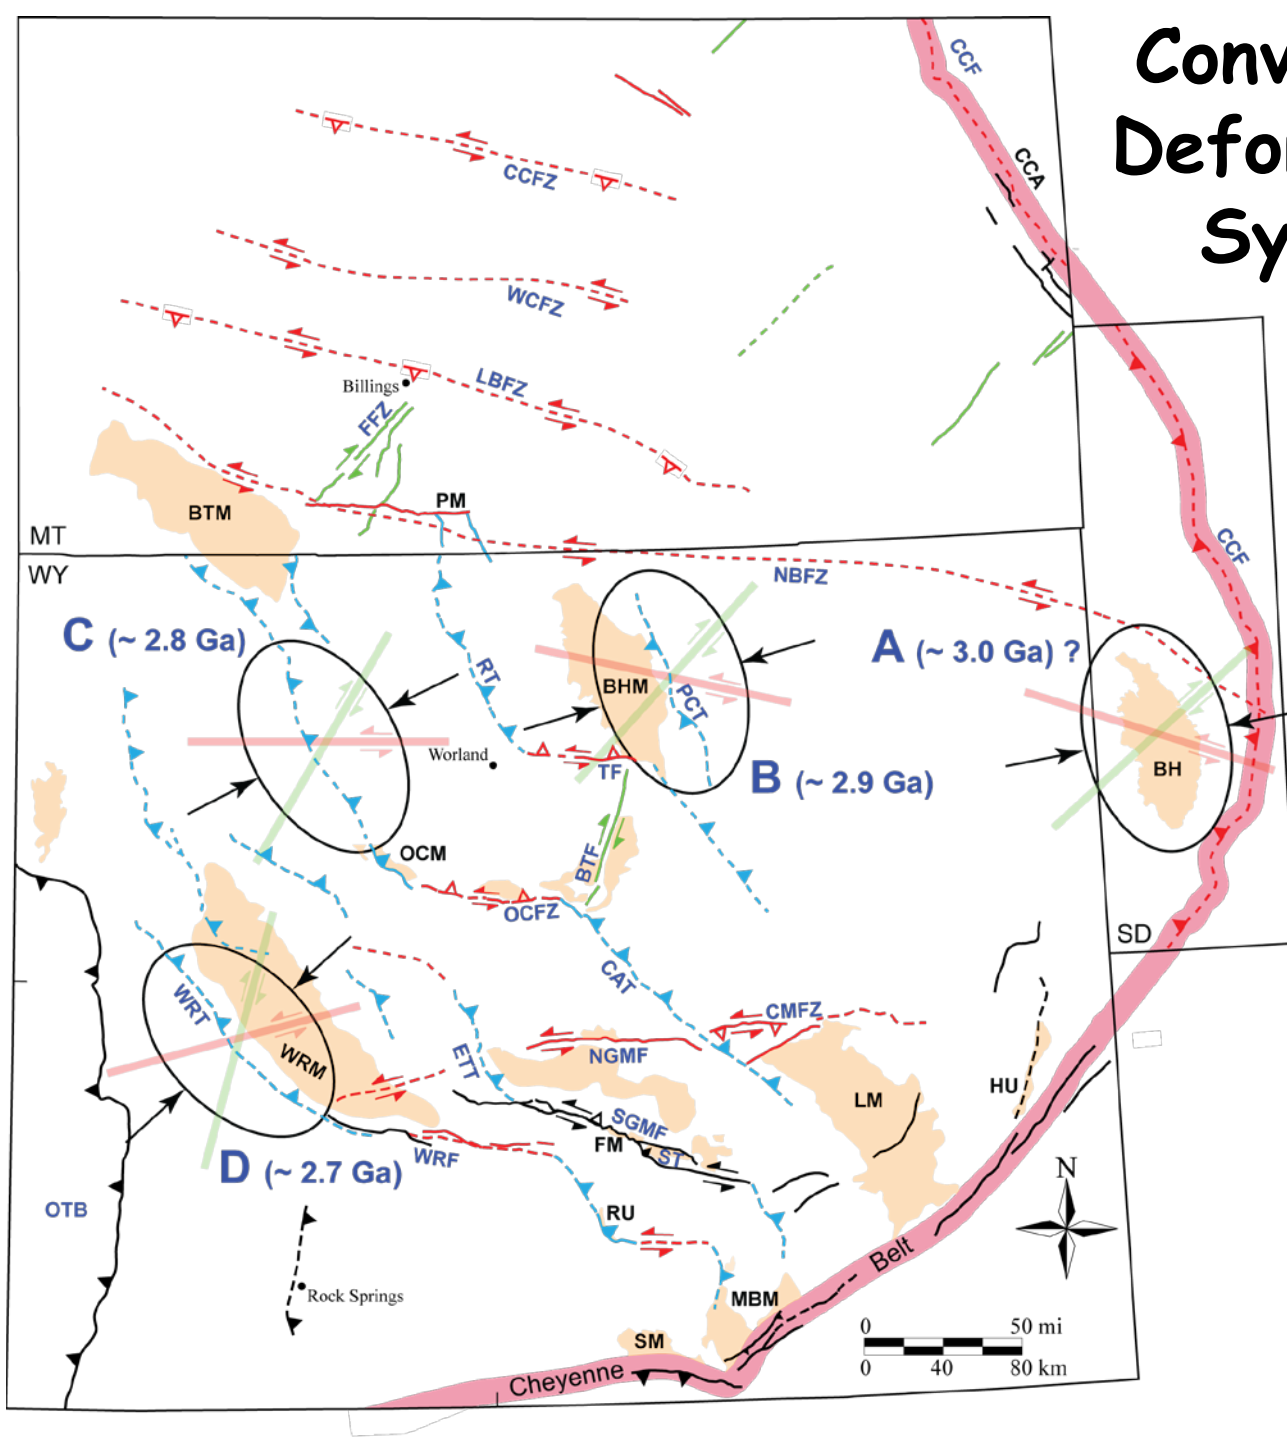 Conv
Defor
Sy
CCF
CCA
CCFZ
WCFZ
LBFZ
Billings
FFZ
BTM
PM
MT
WY
NBFZ
CCF
C (~ 2.8 Ga)
A (~ 3.0 Ga) ?
RT
BHM
PCT
Worland
TF
B (~ 2.9 Ga)
BH
OCM
BTF
OCFZ
SD
CAT
WRT
CMFZ
NGMF
ETT
WRM
HU
LM
SGMF
FM
ST
WRF
D (~ 2.7 Ga)
N
OTB
RU
Belt
Rock Springs
MBM
SM
0 50 mi
0 40 80 km
Cheyenne